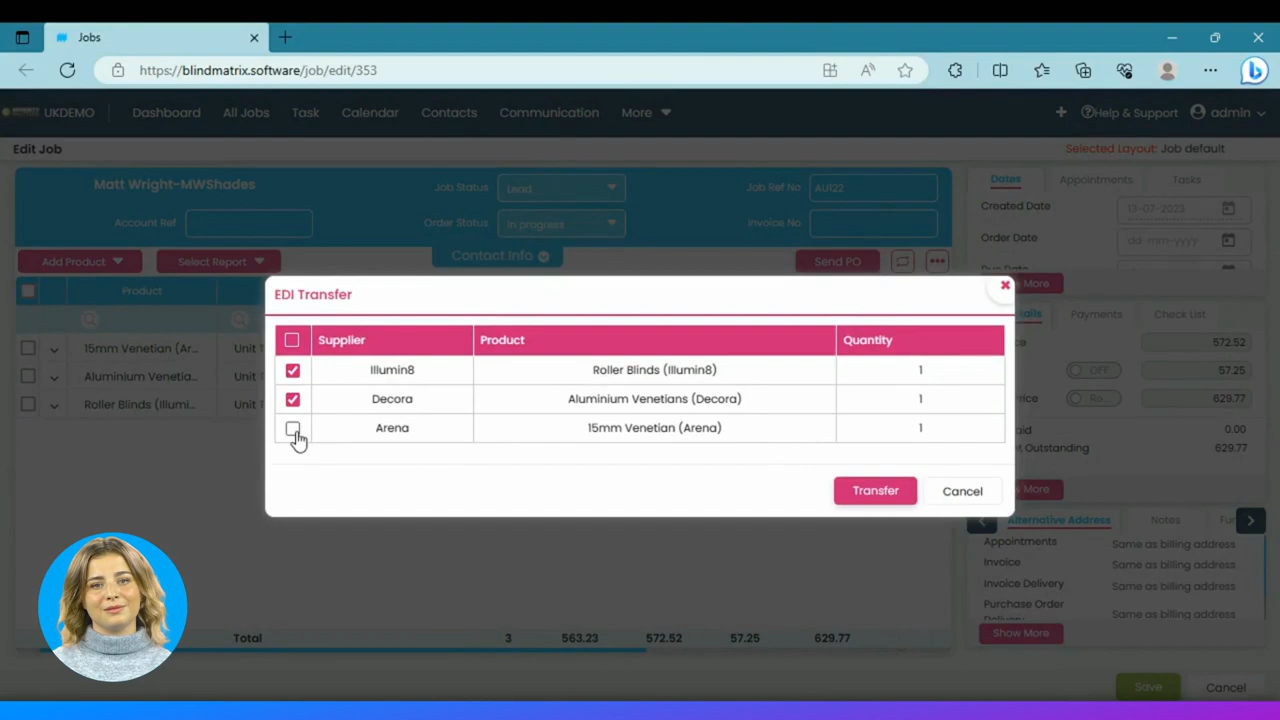 Jobs
https://blindmatrix.software/job/edit/353
UKDEMO Dashboard All Jobs Task Calendar Contacts Communication More Help & Support admin
Edit Job Selected Layout: Job default
Matt Wright-MWShades Job Status Lead Job Ref No AU122
Account Ref Order Status In progress Invoice No
Contact Info
Add Product Select Report Send PO
Product
15mm Venetian (Ar... Unit
Aluminium Venetia... Unit
Roller Blinds (Illumi... Unit
EDI Transfer
Supplier Product Quantity
Illumin8 Roller Blinds (Illumin8) 1
Decora Aluminium Venetians (Decora) 1
Arena 15mm Venetian (Arena) 1
Transfer Cancel
Total 3 563.23 572.52 57.25 629.77
Dates Appointments Tasks
Created Date 13-07-2023
Order Date dd-mm-yyyy
More
Payments Check List
572.52
OFF 57.25
Ro... 629.77
0.00
Outstanding 629.77
More
Alternative Address Notes
Appointments Same as billing address
Invoice Same as billing address
Invoice Delivery Same as billing address
Purchase Order Same as billing address
Show More
Save Cancel